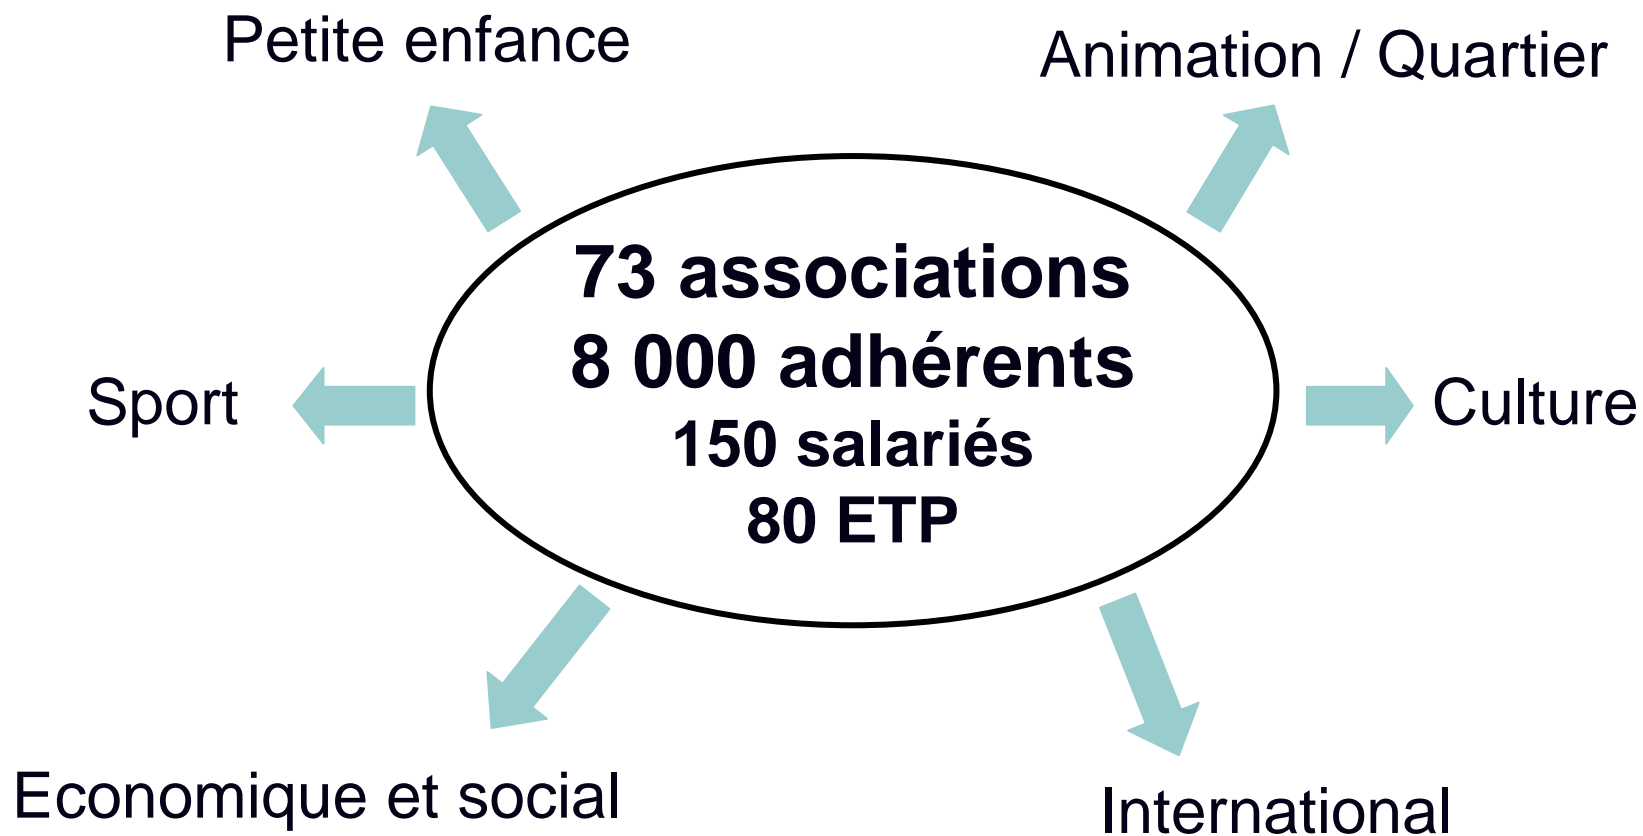 Petite enfance
Animation / Quartier
73 associations
8 000 adhérents
150 salariés
80 ETP
Sport
Culture
Economique et social
International